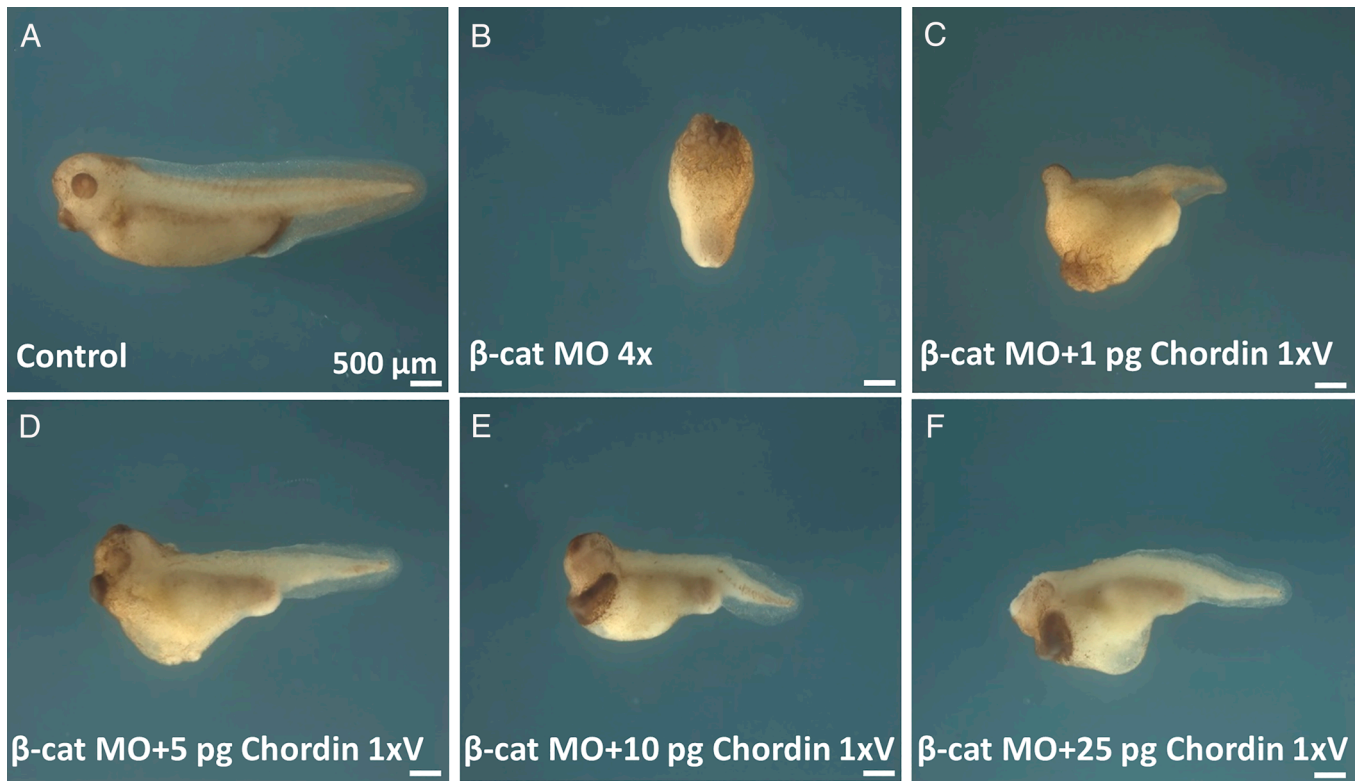 A
Control
500 µm
B
β-cat MO 4x
C
β-cat MO+1 pg Chordin 1xV
D
β-cat MO+5 pg Chordin 1xV
E
β-cat MO+10 pg Chordin 1xV
F
β-cat MO+25 pg Chordin 1xV